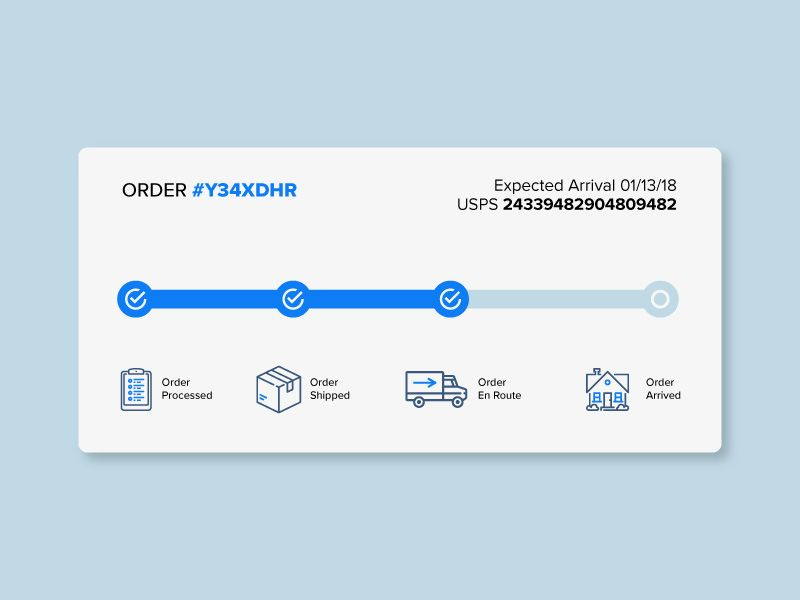 ORDER #Y34XDHR
Expected Arrival 01/13/18
USPS 24339482904809482
Order
Processed
Order
Shipped
Order
En Route
Order
Arrived